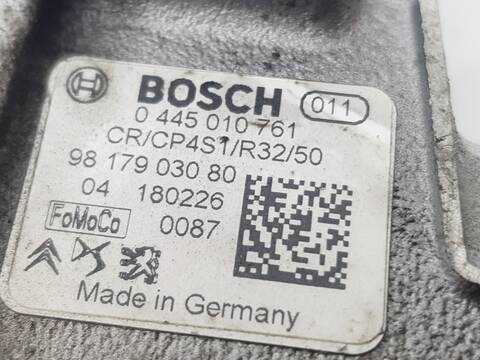 BOSCH 011
0 445 010 761
CR/CP4S1/R32/50
98 179 030 80
04 180226
FoMoCo 0087
Made in Germany